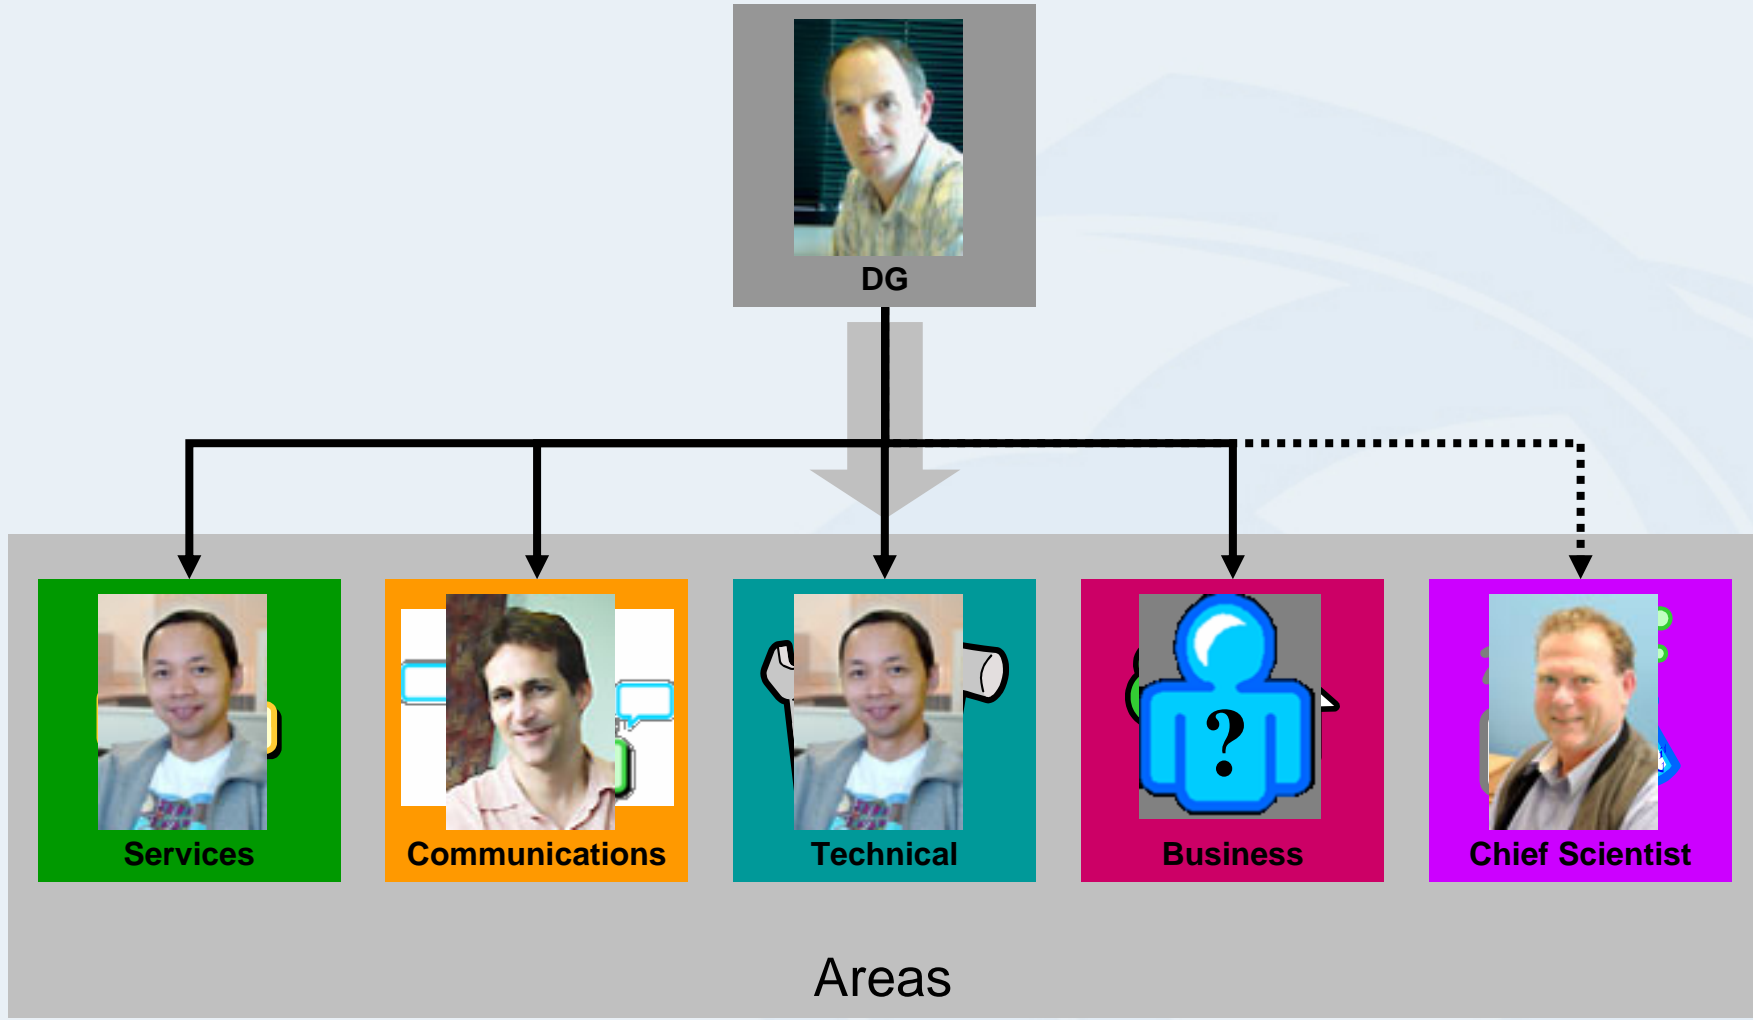 DG
?
Services
Communications
Technical
Business
Chief Scientist
Areas